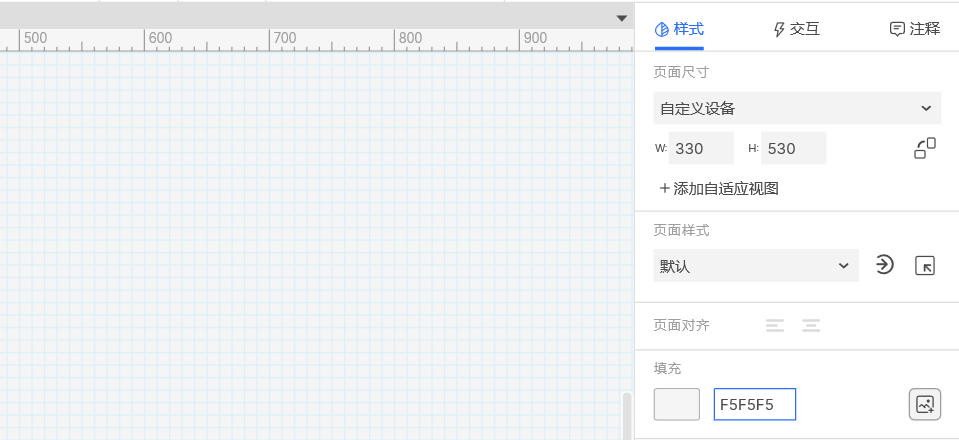 500 600 700 800 900
样式 交互 注释
页面尺寸
自定义设备
W: 330 H: 530
+添加自适应视图
页面样式
默认
页面对齐
填充
F5F5F5